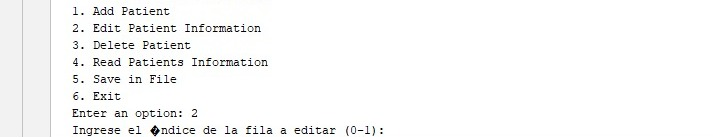 1. Add Patient
2. Edit Patient Information
3. Delete Patient
4. Read Patients Information
5. Save in File
6. Exit
Enter an option: 2
Ingrese el �ndice de la fila a editar (0-1):